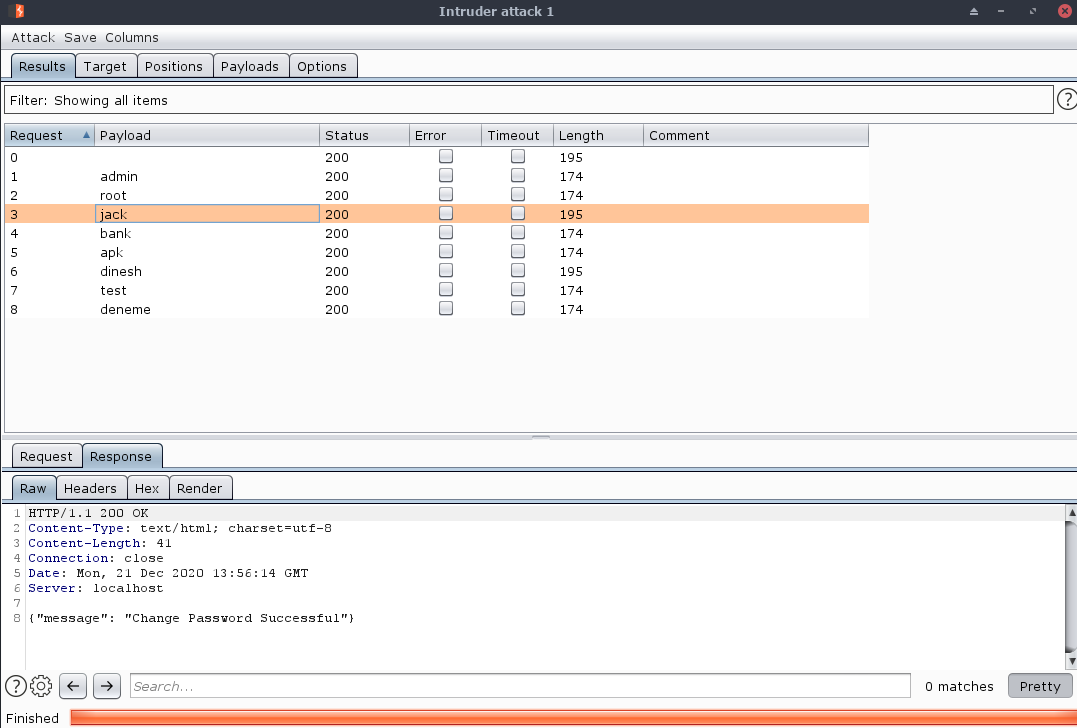 Intruder attack 1
Attack Save Columns
Results Target Positions Payloads Options
Filter: Showing all items ?
Request Payload Status Error Timeout Length Comment
0 200 195
1 admin 200 174
2 root 200 174
3 jack 200 195
4 bank 200 174
5 apk 200 174
6 dinesh 200 195
7 test 200 174
8 deneme 200 174
Request Response
Raw Headers Hex Render
1 HTTP/1.1 200 OK
2 Content-Type: text/html; charset=utf-8
3 Content-Length: 41
4 Connection: close
5 Date: Mon, 21 Dec 2020 13:56:14 GMT
6 Server: localhost
7
8 {"message": "Change Password Successful"}
? Search... 0 matches Pretty
Finished